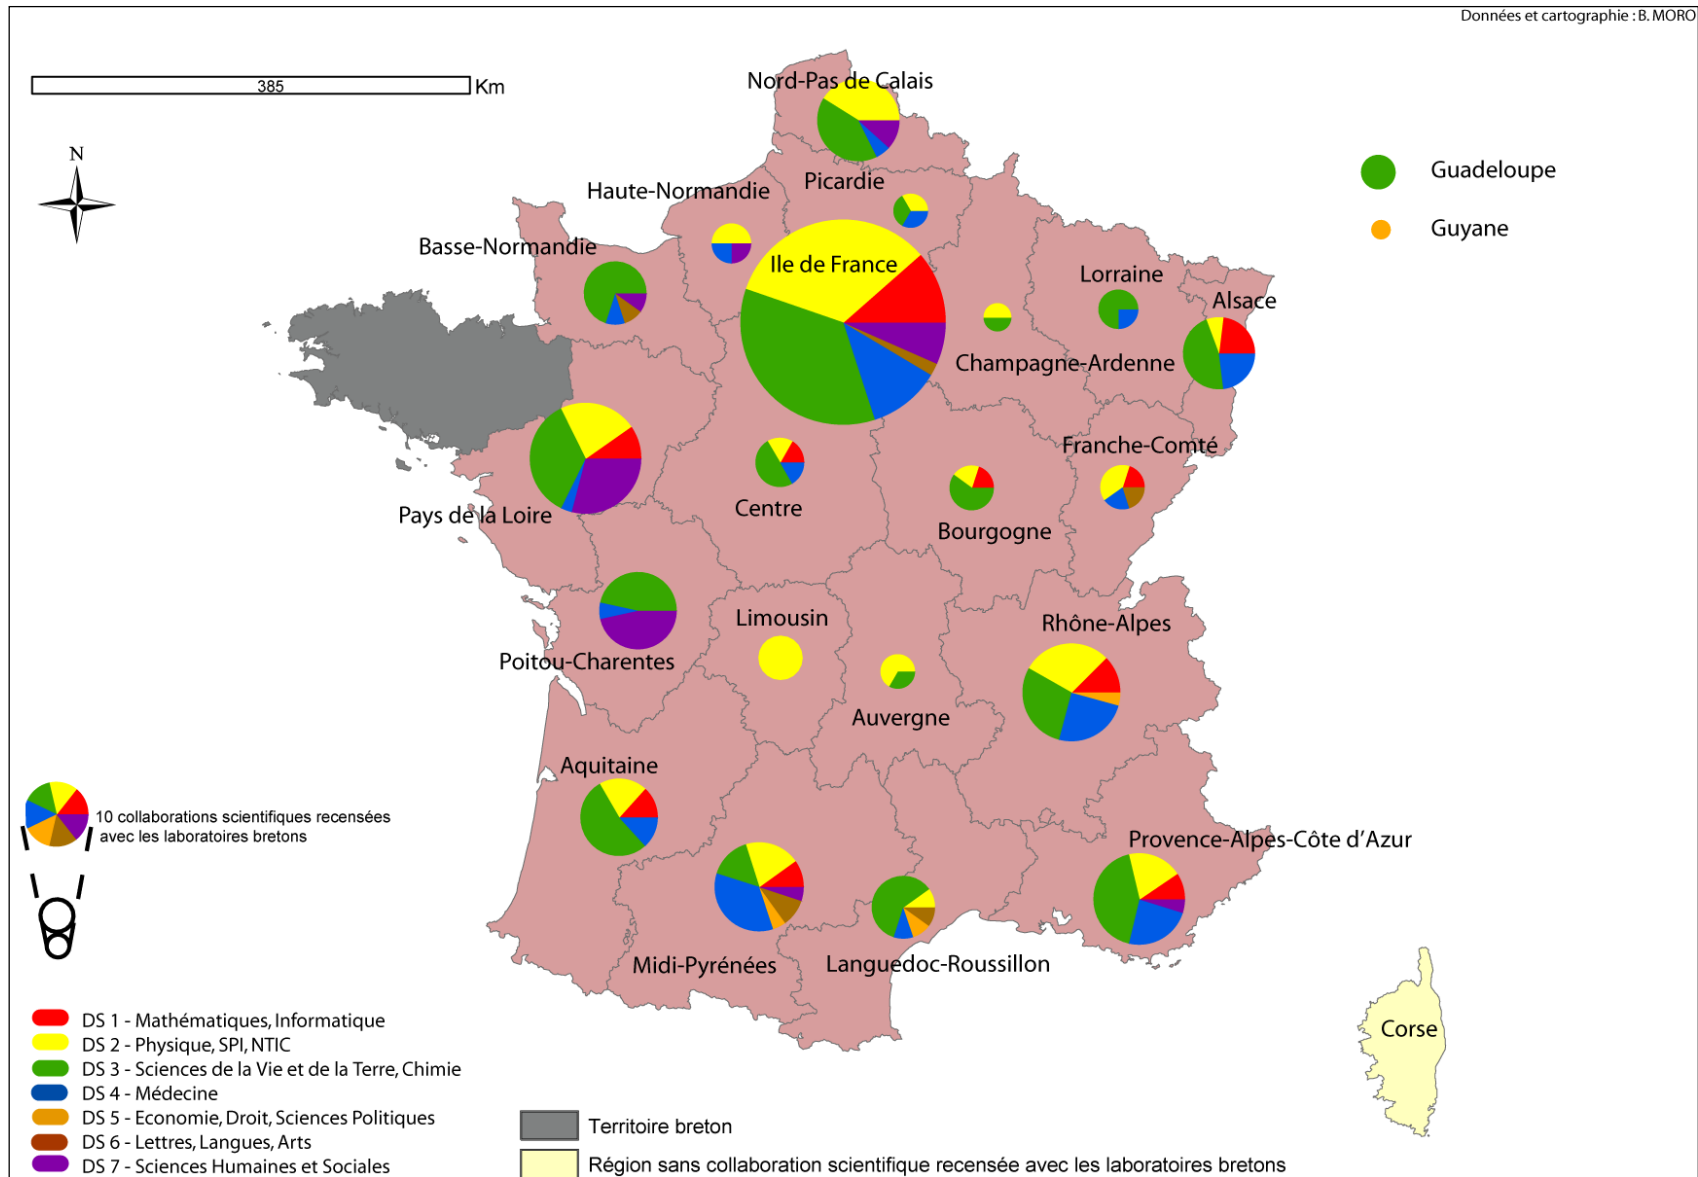 Données et cartographie : B. MORO
385
Km
N
Nord-Pas de Calais
Picardie
Haute-Normandie
Basse-Normandie
Ile de France
Lorraine
Alsace
Champagne-Ardenne
Franche-Comté
Centre
Bourgogne
Pays de la Loire
Limousin
Rhône-Alpes
Poitou-Charentes
Auvergne
Aquitaine
Provence-Alpes-Côte d'Azur
Midi-Pyrénées
Languedoc-Roussillon
Corse
Guadeloupe
Guyane
10 collaborations scientifiques recensées
avec les laboratoires bretons
DS 1 - Mathématiques, Informatique
DS 2 - Physique, SPI, NTIC
DS 3 - Sciences de la Vie et de la Terre, Chimie
DS 4 - Médecine
DS 5 - Economie, Droit, Sciences Politiques
DS 6 - Lettres, Langues, Arts
DS 7 - Sciences Humaines et Sociales
Territoire breton
Région sans collaboration scientifique recensée avec les laboratoires bretons